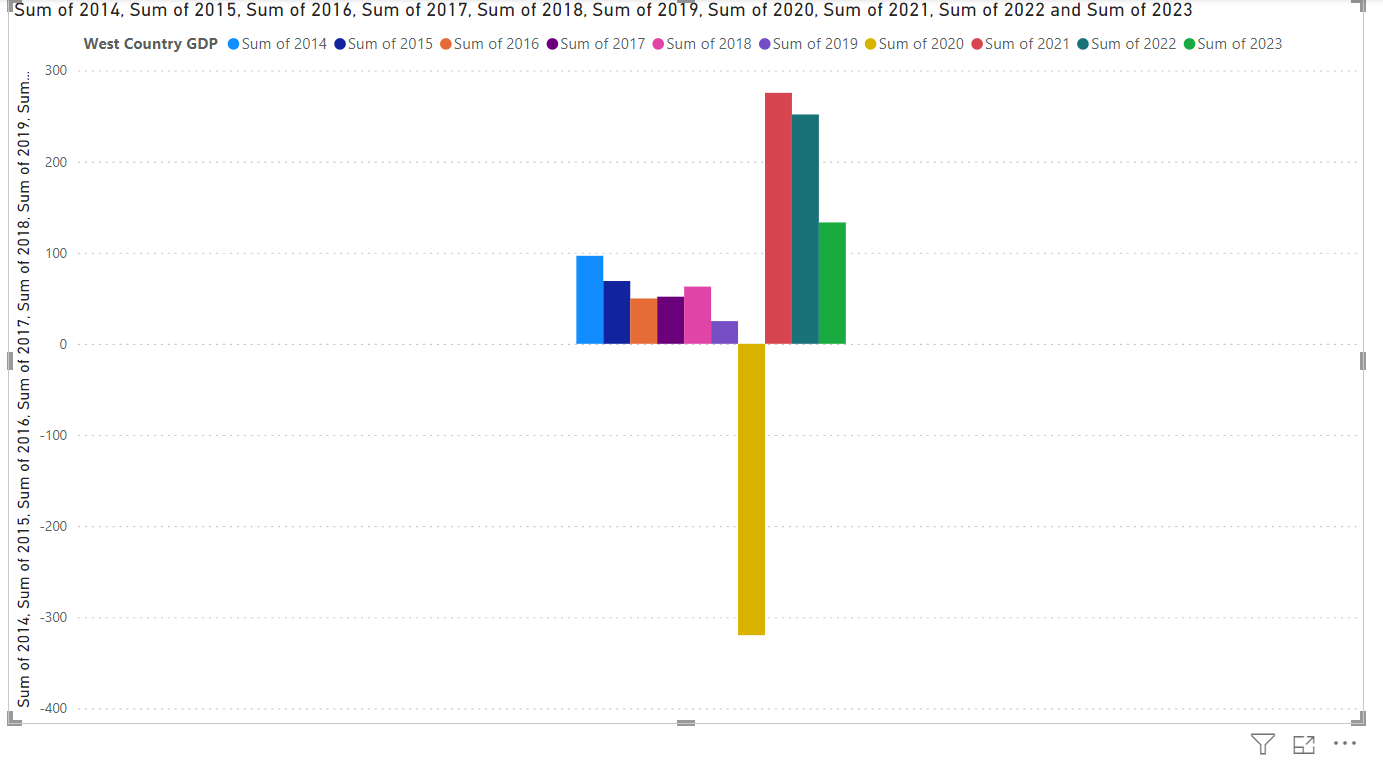 Sum of 2014, Sum of 2015, Sum of 2016, Sum of 2017, Sum of 2018, Sum of 2019, Sum of 2020, Sum of 2021, Sum of 2022 and Sum of 2023
West Country GDP Sum of 2014 Sum of 2015 Sum of 2016 Sum of 2017 Sum of 2018 Sum of 2019 Sum of 2020 Sum of 2021 Sum of 2022 Sum of 2023
Sum of 2014, Sum of 2015, Sum of 2016, Sum of 2017, Sum of 2018, Sum of 2019, Sum...
300
200
100
0
-100
-200
-300
-400